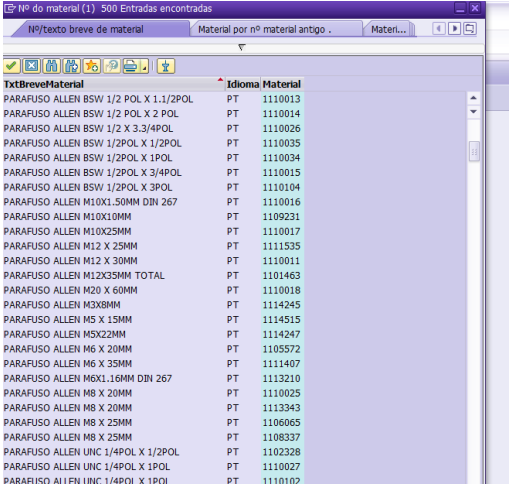 Nº do material (1) 500 Entradas encontradas
Nº/texto breve de material Material por nº material antigo . Materi...
TxtBreveMaterial Idioma Material
PARAFUSO ALLEN BSW 1/2 POL X 1.1/2POL PT 1110013
PARAFUSO ALLEN BSW 1/2 POL X 2 POL PT 1110014
PARAFUSO ALLEN BSW 1/2 X 3.3/4POL PT 1110026
PARAFUSO ALLEN BSW 1/2POL X 1/2POL PT 1110035
PARAFUSO ALLEN BSW 1/2POL X 1POL PT 1110034
PARAFUSO ALLEN BSW 1/2POL X 3/4POL PT 1110015
PARAFUSO ALLEN BSW 1/2POL X 3POL PT 1110104
PARAFUSO ALLEN M10X1.50MM DIN 267 PT 1110016
PARAFUSO ALLEN M10X10MM PT 1109231
PARAFUSO ALLEN M10X25MM PT 1110017
PARAFUSO ALLEN M12 X 25MM PT 1111535
PARAFUSO ALLEN M12 X 30MM PT 1110011
PARAFUSO ALLEN M12X35MM TOTAL PT 1101463
PARAFUSO ALLEN M20 X 60MM PT 1110018
PARAFUSO ALLEN M3X8MM PT 1114245
PARAFUSO ALLEN M5 X 15MM PT 1114515
PARAFUSO ALLEN M5X22MM PT 1114247
PARAFUSO ALLEN M6 X 20MM PT 1105572
PARAFUSO ALLEN M6 X 35MM PT 1111407
PARAFUSO ALLEN M6X1.16MM DIN 267 PT 1113210
PARAFUSO ALLEN M8 X 20MM PT 1110025
PARAFUSO ALLEN M8 X 20MM PT 1113343
PARAFUSO ALLEN M8 X 25MM PT 1106065
PARAFUSO ALLEN M8 X 25MM PT 1108337
PARAFUSO ALLEN UNC 1/4POL X 1/2POL PT 1102328
PARAFUSO ALLEN UNC 1/4POL X 1POL PT 1110027
PARAFUSO ALLEN UNC 1/4POL X 1POL PT 1110102